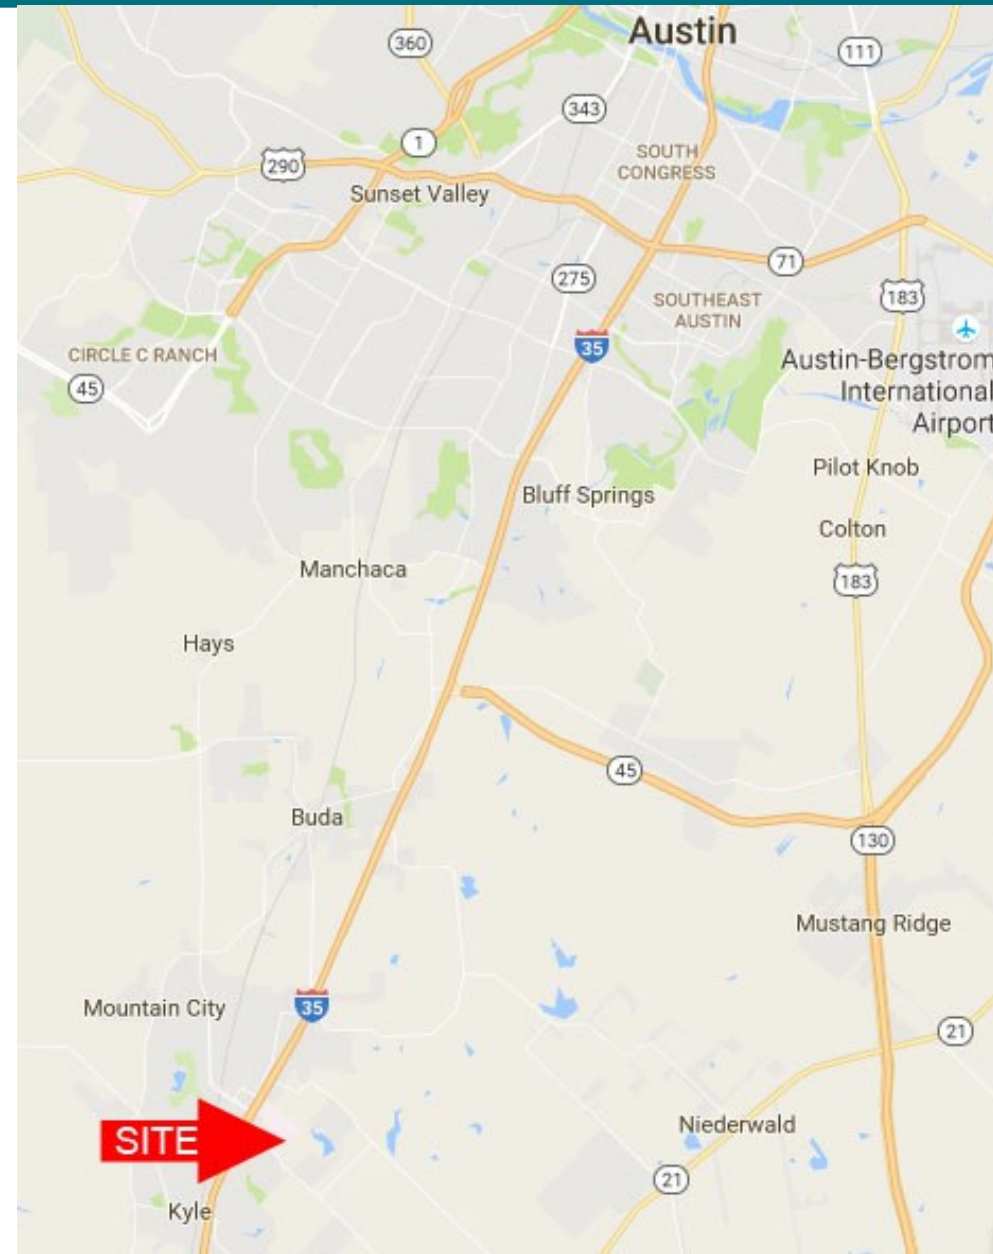 Austin
360
111
343
1
SOUTH
CONGRESS
290
Sunset Valley
71
275
183
SOUTHEAST
AUSTIN
35
CIRCLE C RANCH
45
Austin-Bergstrom
International
Airport
Pilot Knob
Bluff Springs
Colton
Manchaca
183
Hays
45
Buda
130
Mustang Ridge
Mountain City
35
21
Niederwald
SITE
21
Kyle